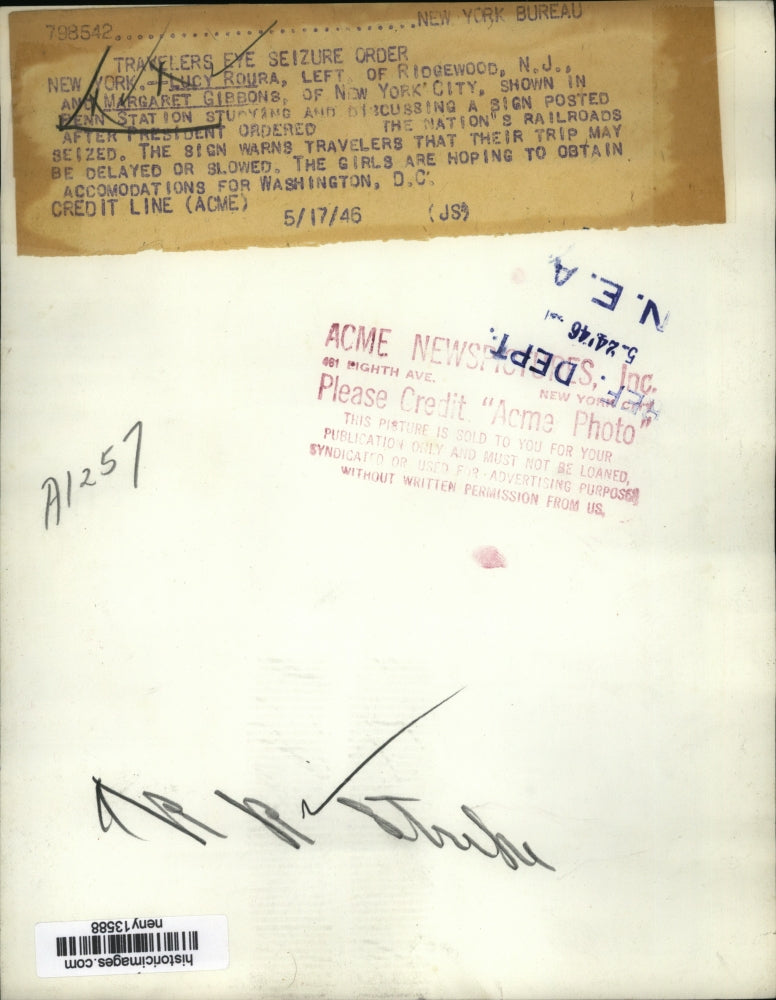 798542.......................................NEW YORK BUREAU
TRAVELERS EYE SEIZURE ORDER
NEW YORK.--LUCY ROURA, LEFT, OF RIDGEWOOD, N.J.,
AND MARGARET GIBBONS, OF NEW YORK CITY, SHOWN IN
PENN STATION STUDYING AND DISCUSSING A SIGN POSTED
AFTER PRESIDENT ORDERED THE NATION'S RAILROADS
SEIZED. THE SIGN WARNS TRAVELERS THAT THEIR TRIP MAY
BE DELAYED OR SLOWED. THE GIRLS ARE HOPING TO OBTAIN
ACCOMODATIONS FOR WASHINGTON, D.C.
CREDIT LINE (ACME) 5/17/46 (JS)
N.E.A
5-24'46
REF. DEPT.
ACME NEWSPICTURES, Inc.
461 EIGHTH AVE. NEW YORK CITY
Please Credit "Acme Photo"
THIS PICTURE IS SOLD TO YOU FOR YOUR
PUBLICATION ONLY AND MUST NOT BE LOANED,
SYNDICATED OR USED FOR ADVERTISING PURPOSES
WITHOUT WRITTEN PERMISSION FROM US.
A1257
RR Strike
neny13588
historicimages.com